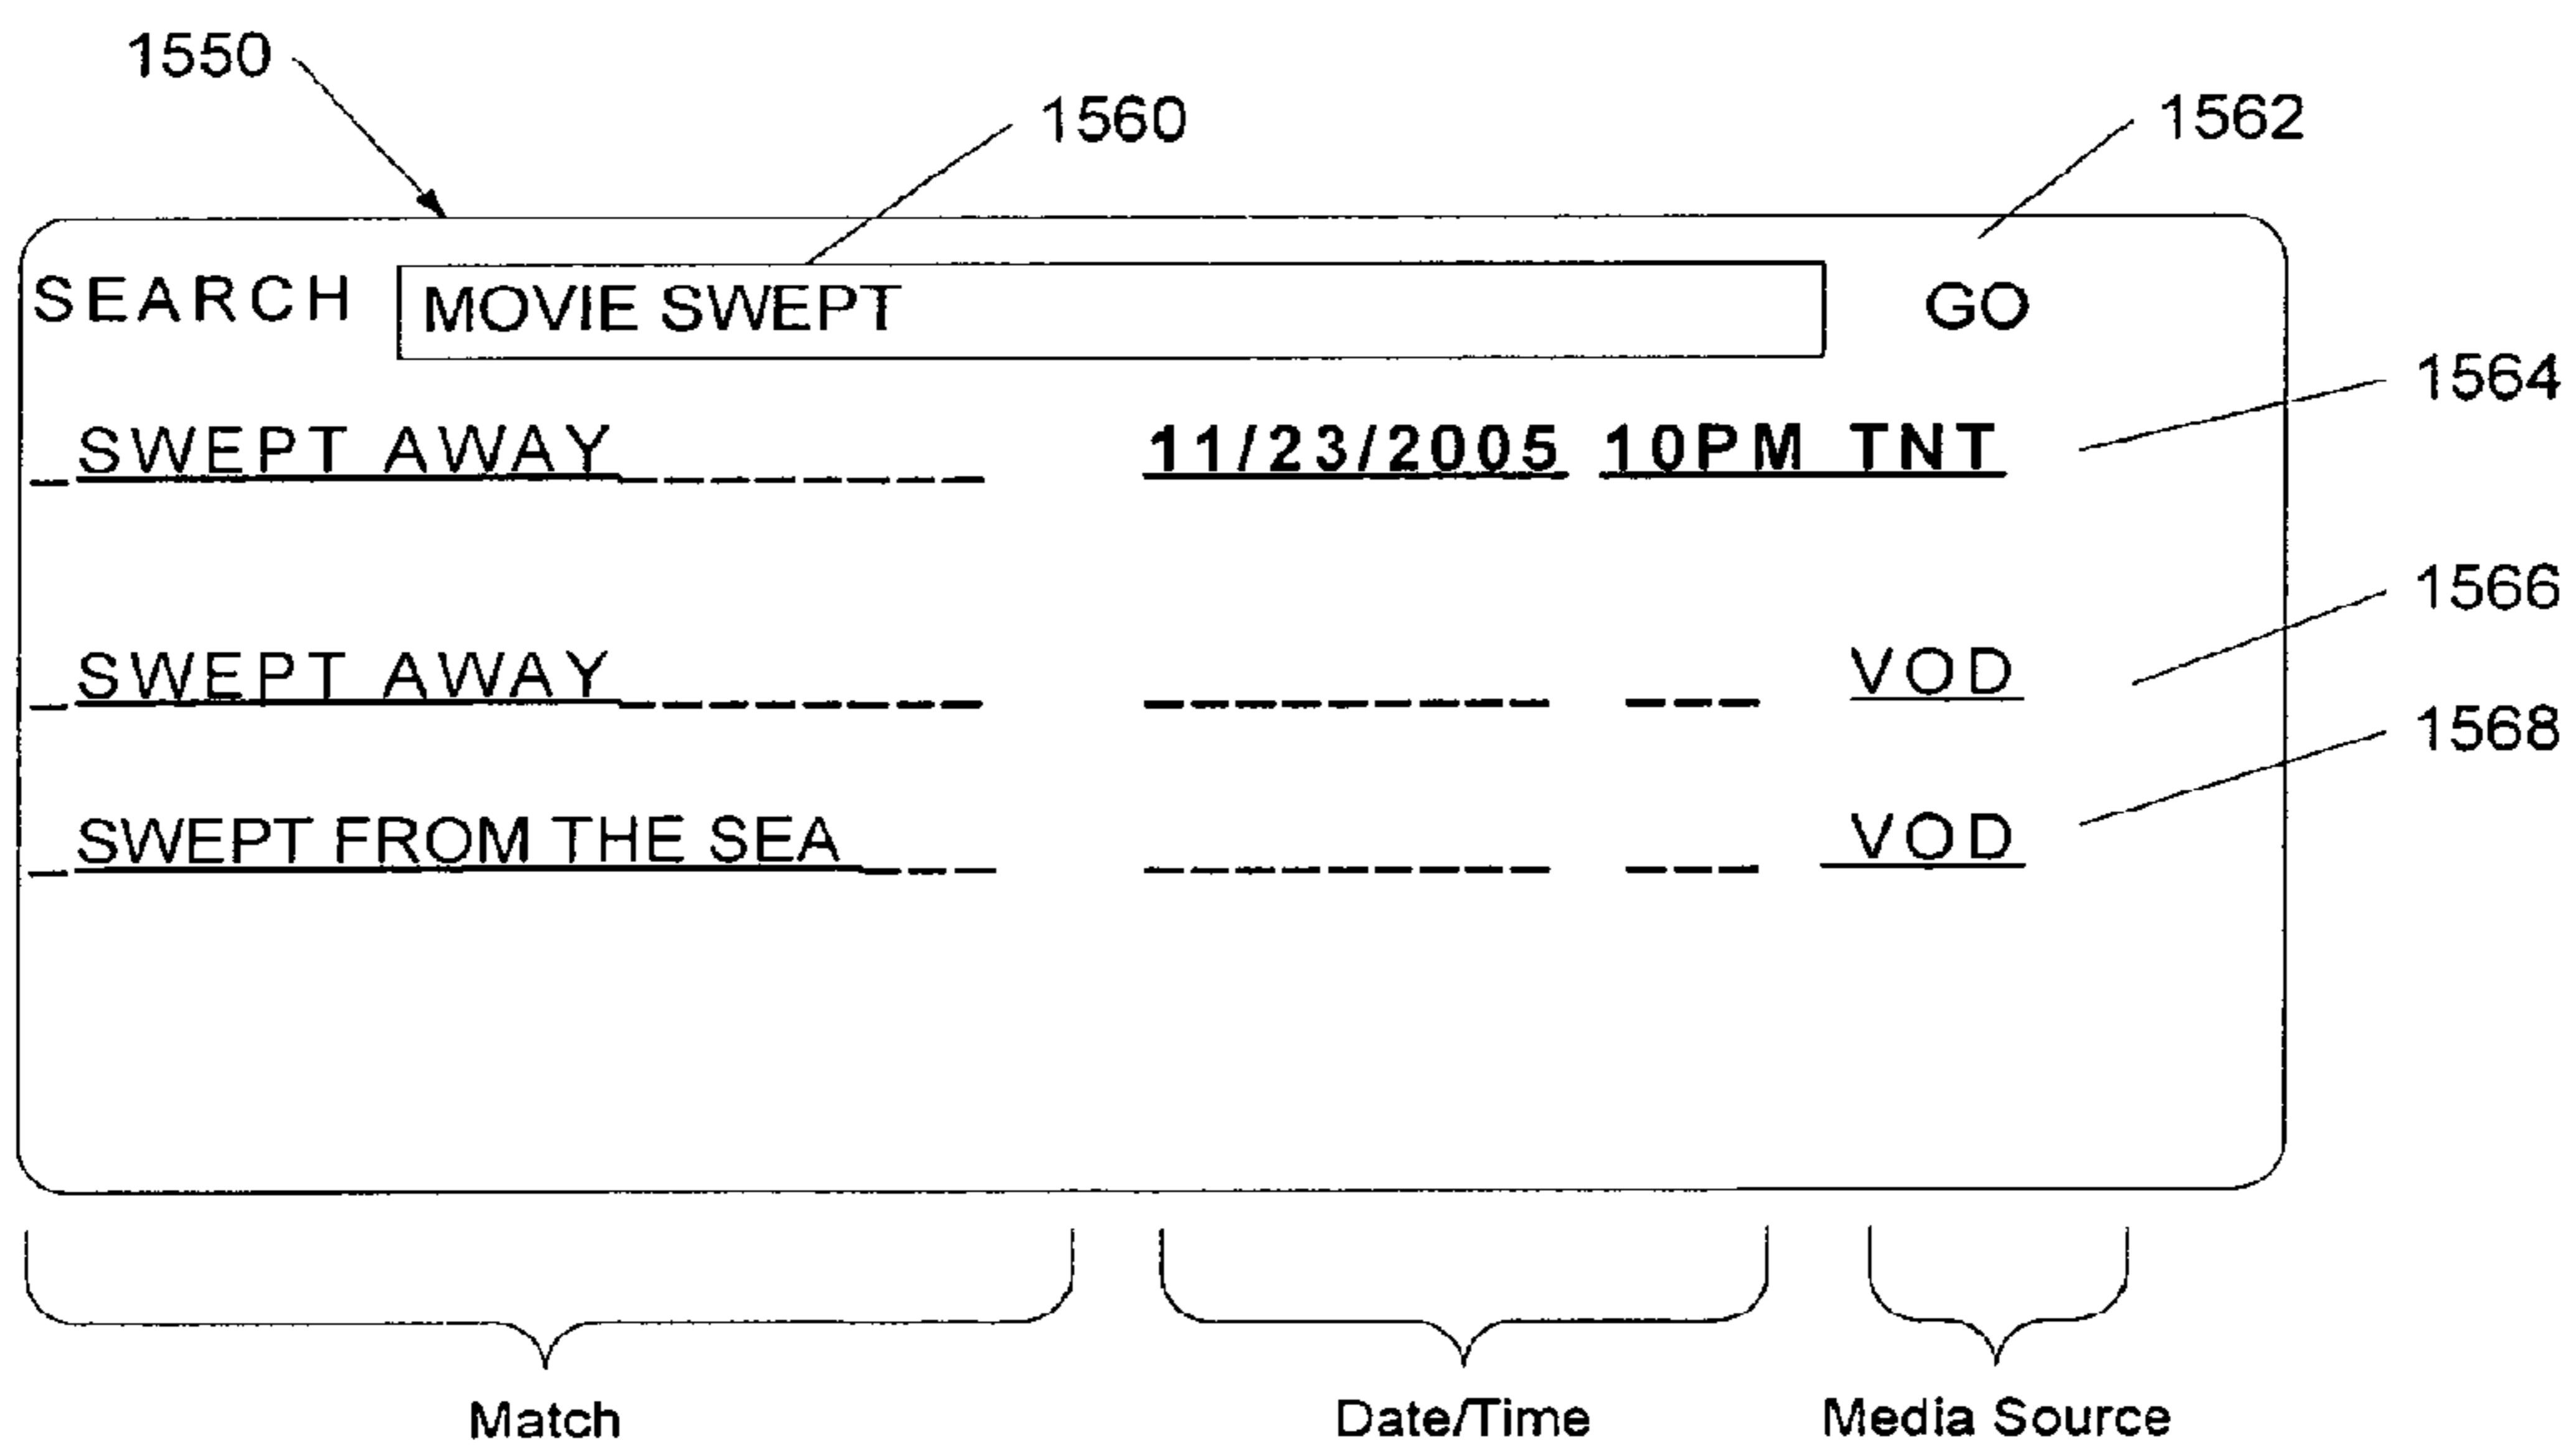 1550
1560
1562
SEARCH MOVIE SWEPT GO
1564
SWEPT AWAY 11/23/2005 10PM TNT
1566
SWEPT AWAY VOD
1568
SWEPT FROM THE SEA VOD
Match Date/Time Media Source